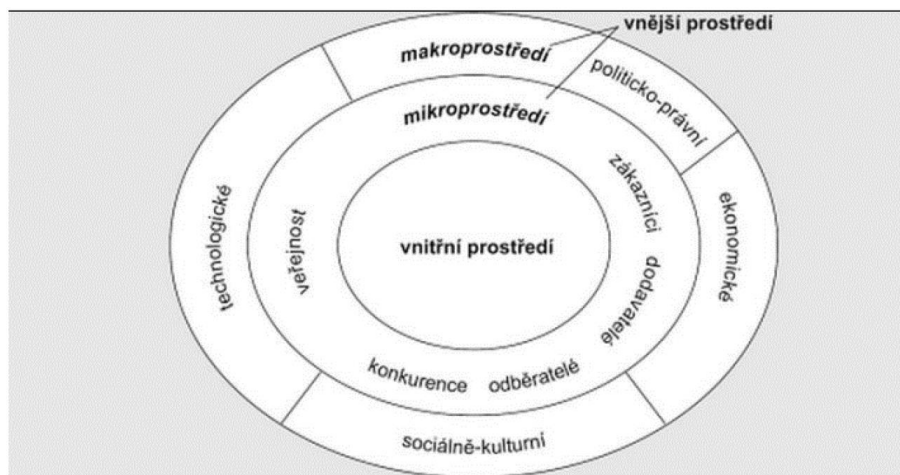 vnější prostředí
makroprostředí
politicko-právní
mikroprostředí
zákazníci
ekonomické
technologické
veřejnost
vnitřní prostředí
dodavatelé
konkurence
odběratelé
sociálně-kulturní